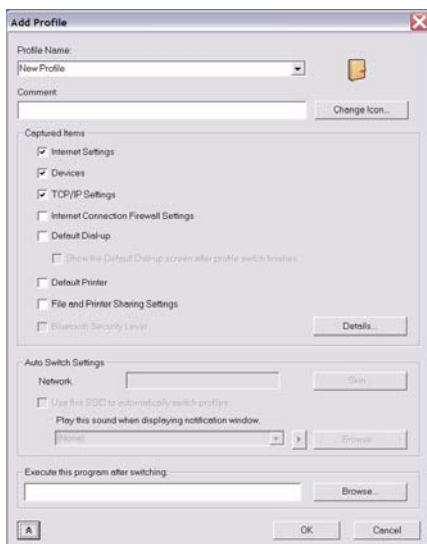 Add Profile
Profile Name:
New Profile
Comment:
Change Icon...
Captured Items
Internet Settings
Devices
TCP/IP Settings
Internet Connection Firewall Settings
Default Dial-up
Show the Default Dial-up screen after profile switch finishes
Default Printer
File and Printer Sharing Settings
Bluetooth Security Level
Details...
Auto Switch Settings
Network
Use this SSID to automatically switch profiles
Play this sound when displaying notification window.
(None)
Browse
Execute this program after switching:
Browse...
OK
Cancel